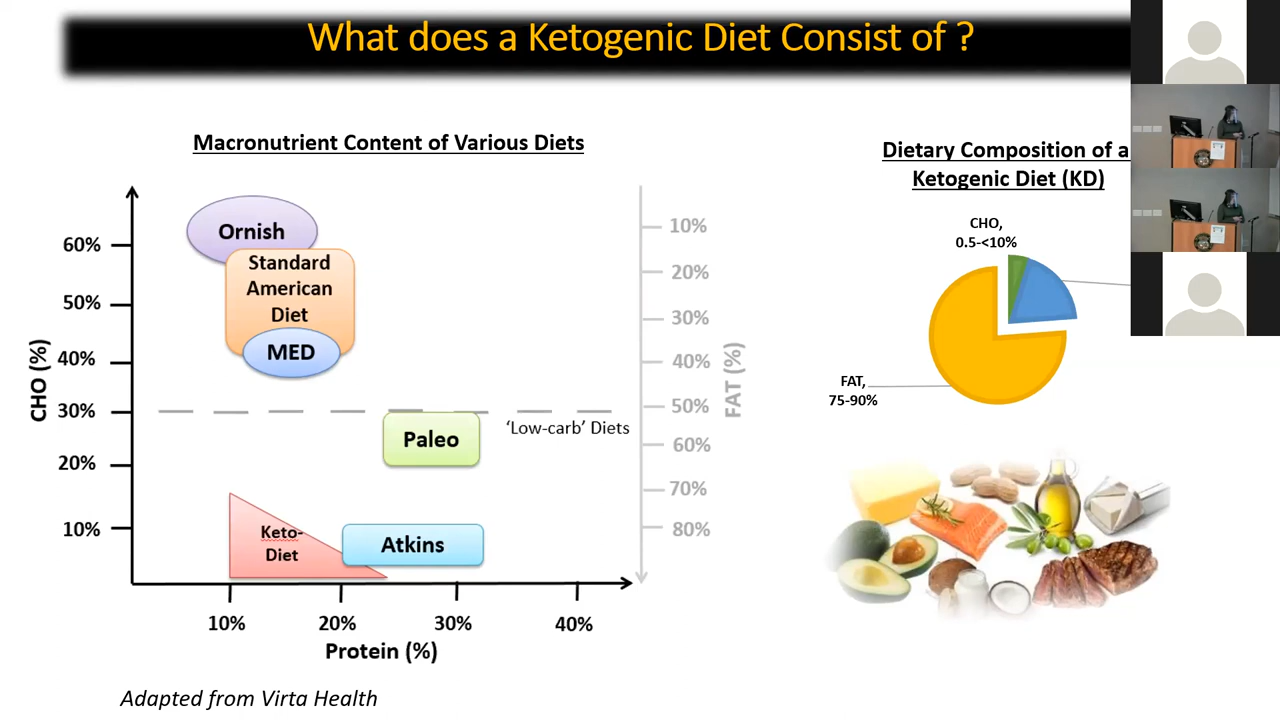 What does a Ketogenic Diet Consist of ?
Macronutrient Content of Various Diets
CHO (%)
60%
50%
40%
30%
20%
10%
Ornish
Standard
American
Diet
MED
Paleo
'Low-carb' Diets
Keto-
Diet
Atkins
10%
20%
30%
40%
50%
60%
70%
80%
FAT (%)
10%
20%
30%
40%
Protein (%)
Adapted from Virta Health
Dietary Composition of a
Ketogenic Diet (KD)
CHO,
0.5-<10%
FAT,
75-90%